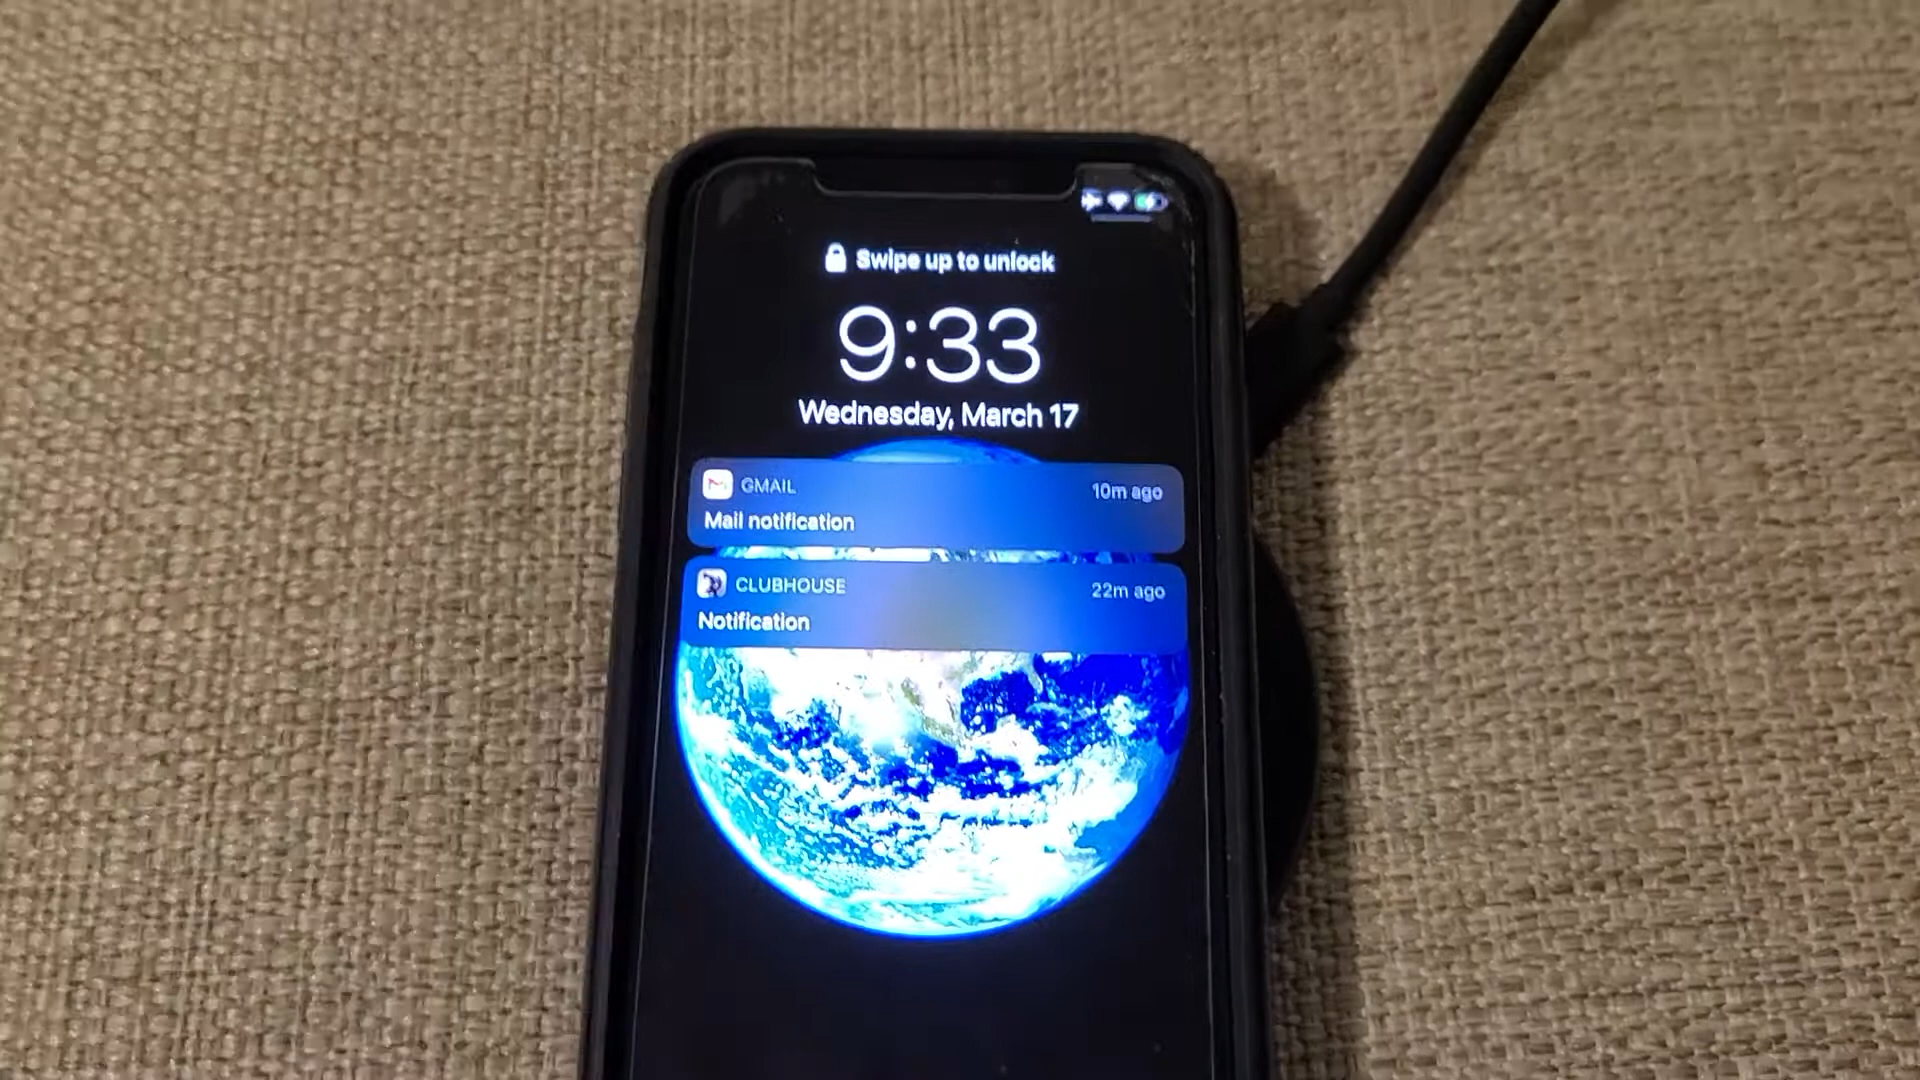 Swipe up to unlock
9:33
Wednesday, March 17
GMAIL 10m ago
Mail notification
CLUBHOUSE 22m ago
Notification